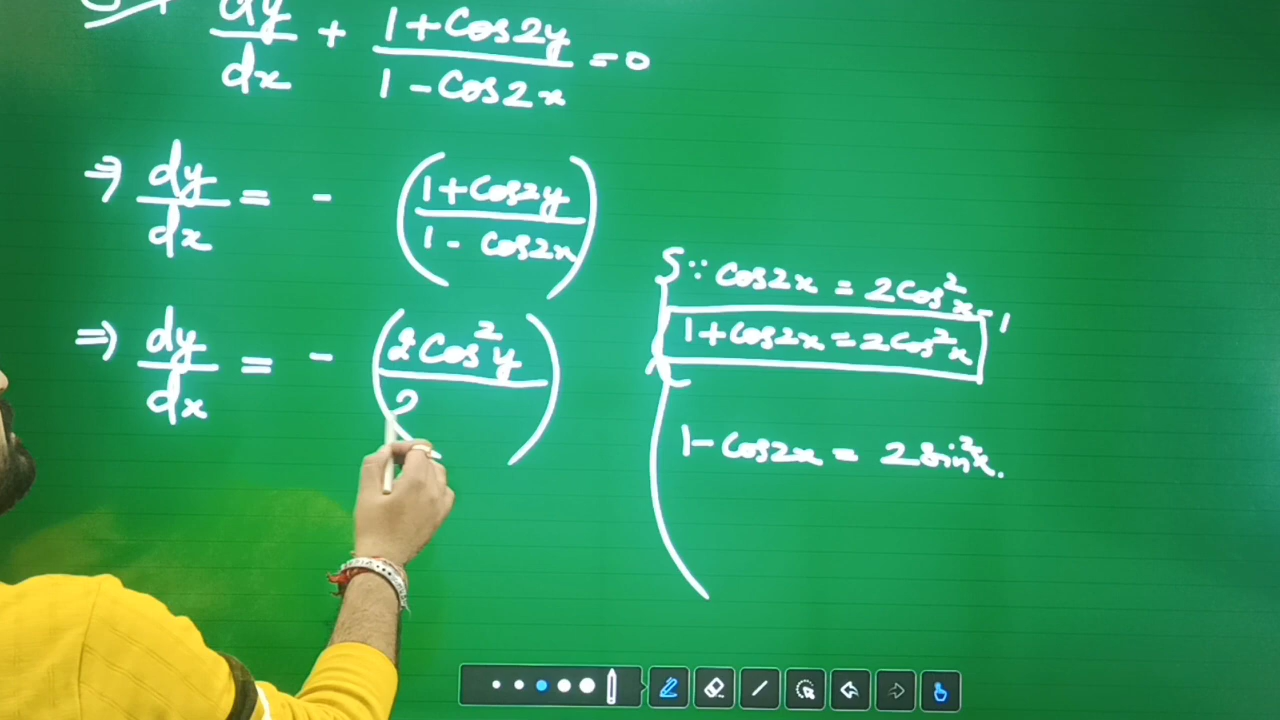 dy/dx + (1+Cos2y)/(1-Cos2x) = 0
⇒ dy/dx = - ((1+Cos2y)/(1-Cos2x))
{∵ Cos2x = 2Cos²x-1
1+Cos2x = 2Cos²x
⇒ dy/dx = - (2Cos²y/2
1-Cos2x = 2Sin²x.